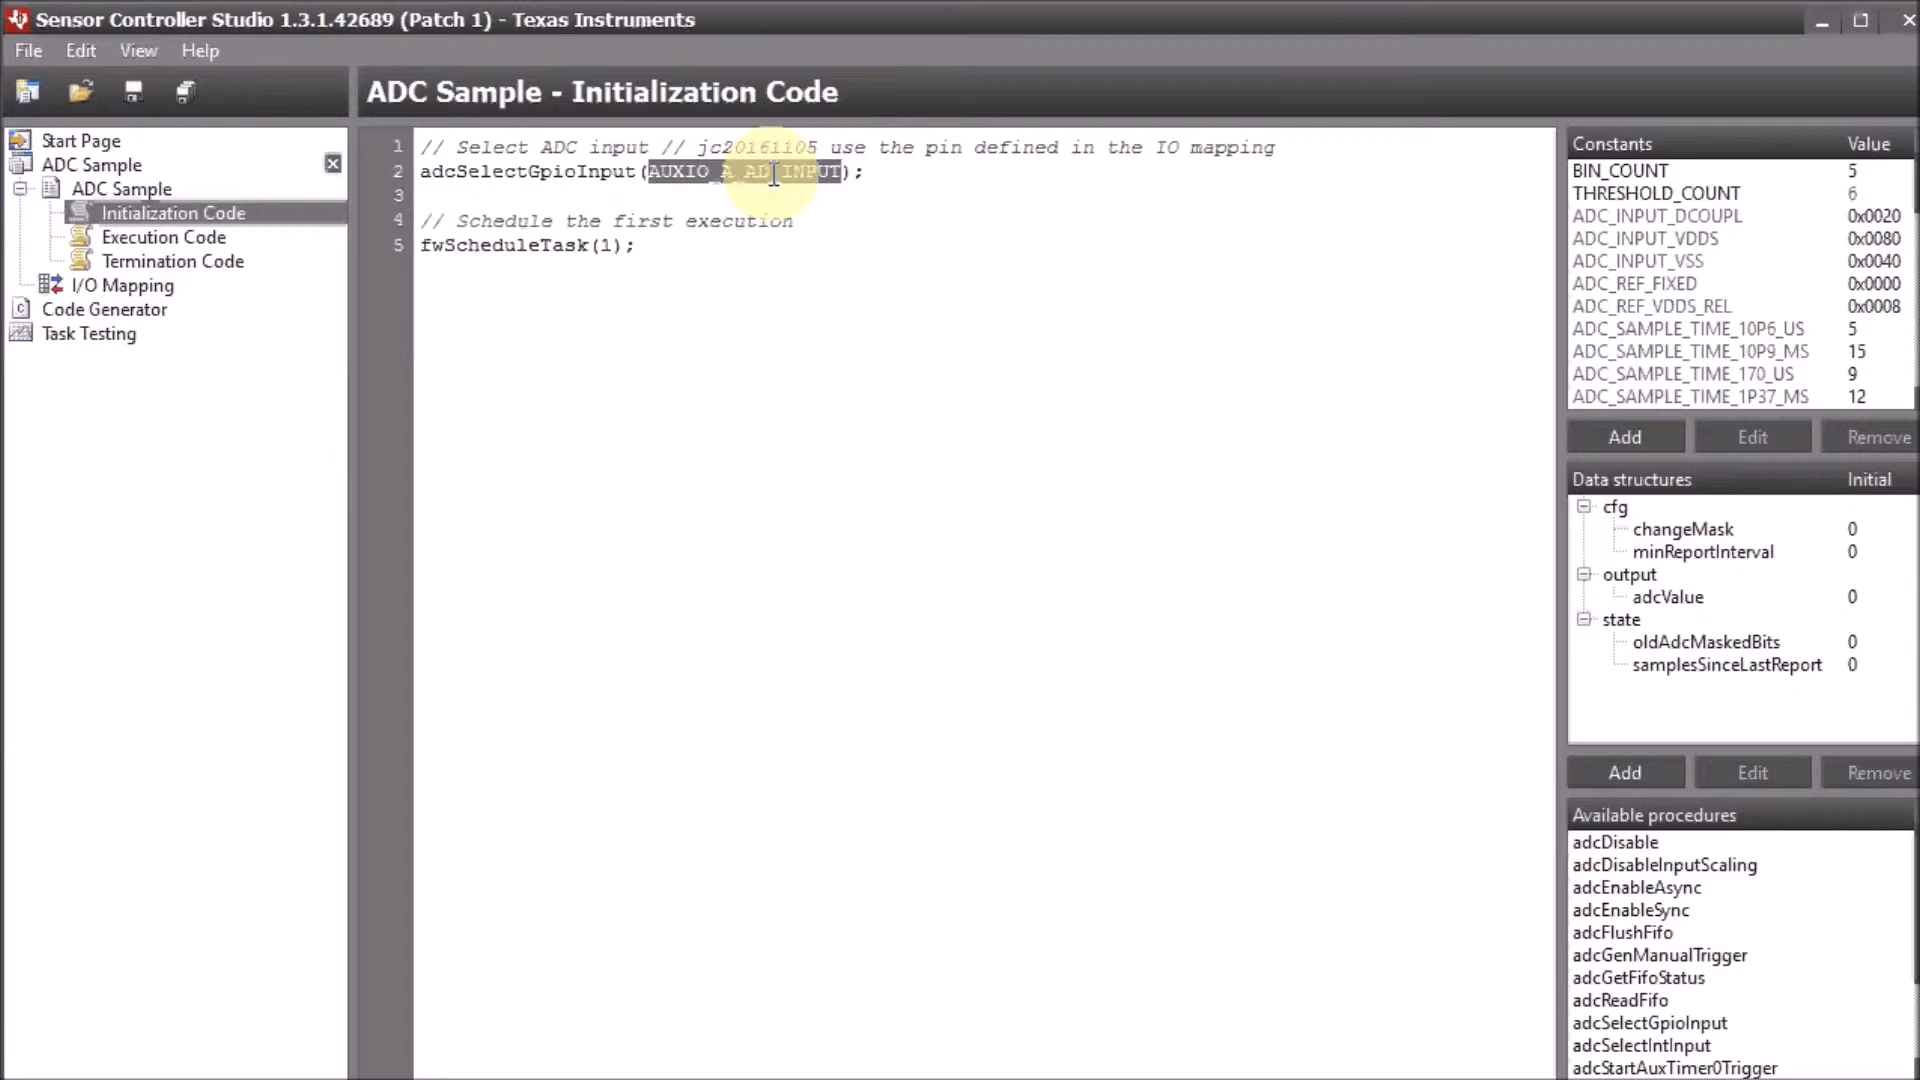 Sensor Controller Studio 1.3.1.42689 (Patch 1) - Texas Instruments
File Edit View Help
ADC Sample - Initialization Code
Start Page
ADC Sample
ADC Sample
Initialization Code
Execution Code
Termination Code
I/O Mapping
Code Generator
Task Testing
1 // Select ADC input // jc20161105 use the pin defined in the IO mapping
2 adcSelectGpioInput(AUXIO_A_AD_INPUT);
3
4 // Schedule the first execution
5 fwScheduleTask(1);
Constants Value
BIN_COUNT 5
THRESHOLD_COUNT 6
ADC_INPUT_DCOUPL 0x0020
ADC_INPUT_VDDS 0x0080
ADC_INPUT_VSS 0x0040
ADC_REF_FIXED 0x0000
ADC_REF_VDDS_REL 0x0008
ADC_SAMPLE_TIME_10P6_US 5
ADC_SAMPLE_TIME_10P9_MS 15
ADC_SAMPLE_TIME_170_US 9
ADC_SAMPLE_TIME_1P37_MS 12
Add Edit Remove
Data structures Initial
cfg
changeMask 0
minReportInterval 0
output
adcValue 0
state
oldAdcMaskedBits 0
samplesSinceLastReport 0
Add Edit Remove
Available procedures
adcDisable
adcDisableInputScaling
adcEnableAsync
adcEnableSync
adcFlushFifo
adcGenManualTrigger
adcGetFifoStatus
adcReadFifo
adcSelectGpioInput
adcSelectIntInput
adcStartAuxTimer0Trigger